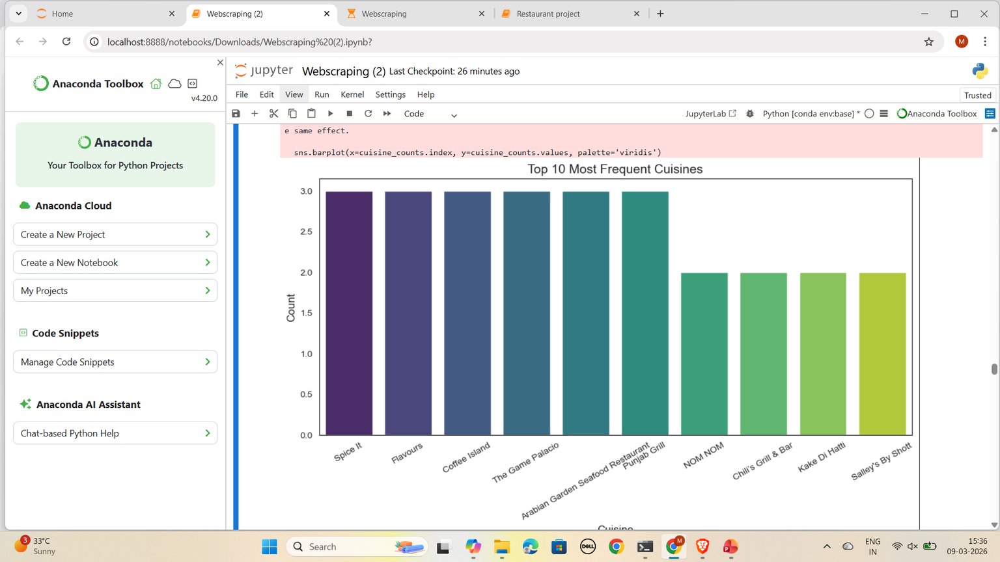 Home
Webscraping (2)
Webscraping
Restaurant project
localhost:8888/notebooks/Downloads/Webscraping%20(2).ipynb?
M
Anaconda Toolbox
v4.20.0
Anaconda
Your Toolbox for Python Projects
Anaconda Cloud
Create a New Project
Create a New Notebook
My Projects
Code Snippets
Manage Code Snippets
Anaconda AI Assistant
Chat-based Python Help
jupyter Webscraping (2) Last Checkpoint: 26 minutes ago
File Edit View Run Kernel Settings Help
Trusted
Code
JupyterLab
Python [conda env:base] *
Anaconda Toolbox
e same effect.
sns.barplot(x=cuisine_counts.index, y=cuisine_counts.values, palette='viridis')
Top 10 Most Frequent Cuisines
3.0
2.5
2.0
1.5
1.0
0.5
0.0
Count
Spice It
Flavours
Coffee Island
The Game Palacio
Arabian Garden Seafood Restaurant
Punjab Grill
NOM NOM
Chili's Grill & Bar
Kake Di Hatti
Salley's By Shott
Cuisine
3
33°C
Sunny
Search
DELL
M
P
ENG
IN
15:36
09-03-2026